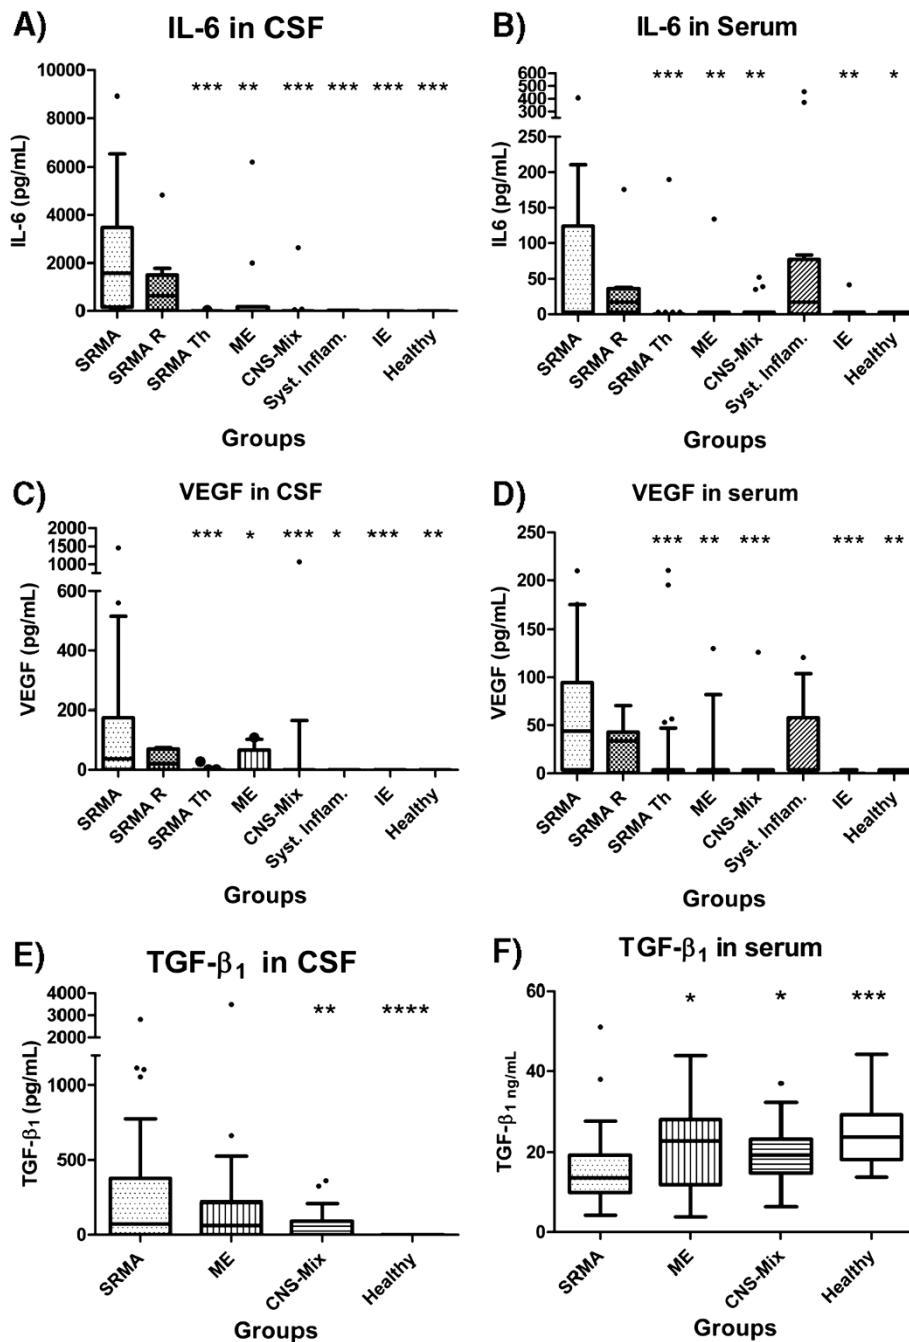 A) IL-6 in CSF
10000
8000
6000
4000
2000
0
IL-6 (pg/mL)
*** ** *** *** *** ***
SRMA
SRMA R
SRMA Th
ME
CNS-Mix
Syst. Inflam.
IE
Healthy
Groups
B) IL-6 in Serum
600
500
400
300
250
200
150
100
50
0
IL6 (pg/mL)
*** ** ** ** *
SRMA
SRMA R
SRMA Th
ME
CNS-Mix
Syst. Inflam.
IE
Healthy
Groups
C) VEGF in CSF
2000
1500
1000
600
400
200
0
VEGF (pg/mL)
*** * *** * *** **
SRMA
SRMA R
SRMA Th
ME
CNS-Mix
Syst. Inflam.
IE
Healthy
Groups
D) VEGF in serum
250
200
150
100
50
0
VEGF (pg/mL)
*** ** *** *** **
SRMA
SRMA R
SRMA Th
ME
CNS-Mix
Syst. Inflam.
IE
Healthy
Groups
E) TGF-β₁ in CSF
4000
3000
2000
1000
500
0
TGF-β₁ (pg/mL)
** ****
SRMA
ME
CNS-Mix
Healthy
Groups
F) TGF-β₁ in serum
60
40
20
0
TGF-β₁ ng/mL
* * ***
SRMA
ME
CNS-Mix
Healthy
Groups